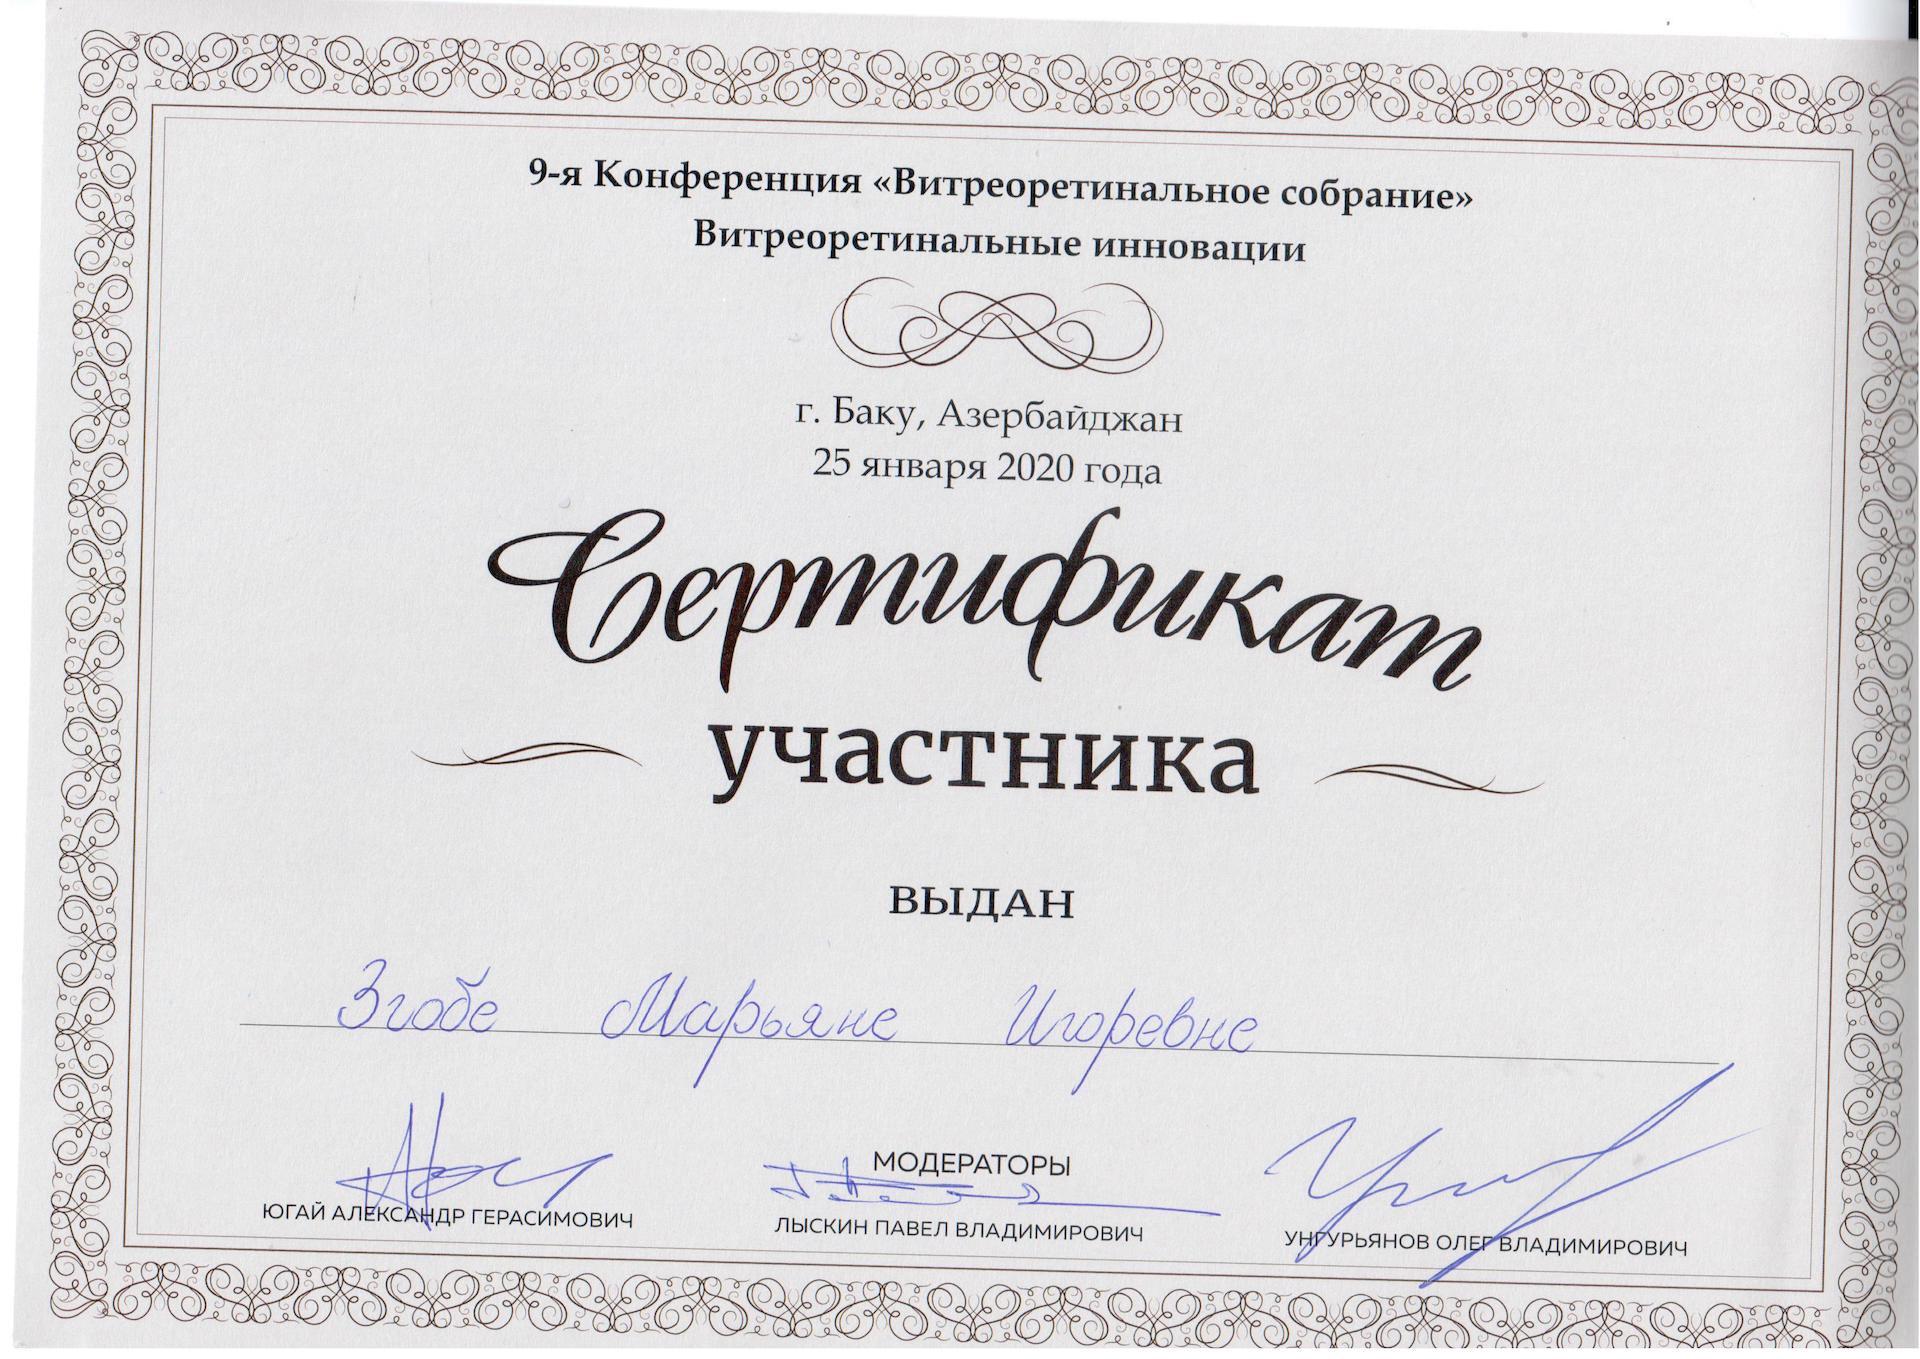 9-я Конференция «Витреоретинальное собрание»
Витреоретинальные инновации
г. Баку, Азербайджан
25 января 2020 года
Сертификат
участника
ВЫДАН
Згобе Марьяне Игоревне
МОДЕРАТОРЫ
ЮГАЙ АЛЕКСАНДР ГЕРАСИМОВИЧ
ЛЫСКИН ПАВЕЛ ВЛАДИМИРОВИЧ
УНГУРЬЯНОВ ОЛЕГ ВЛАДИМИРОВИЧ